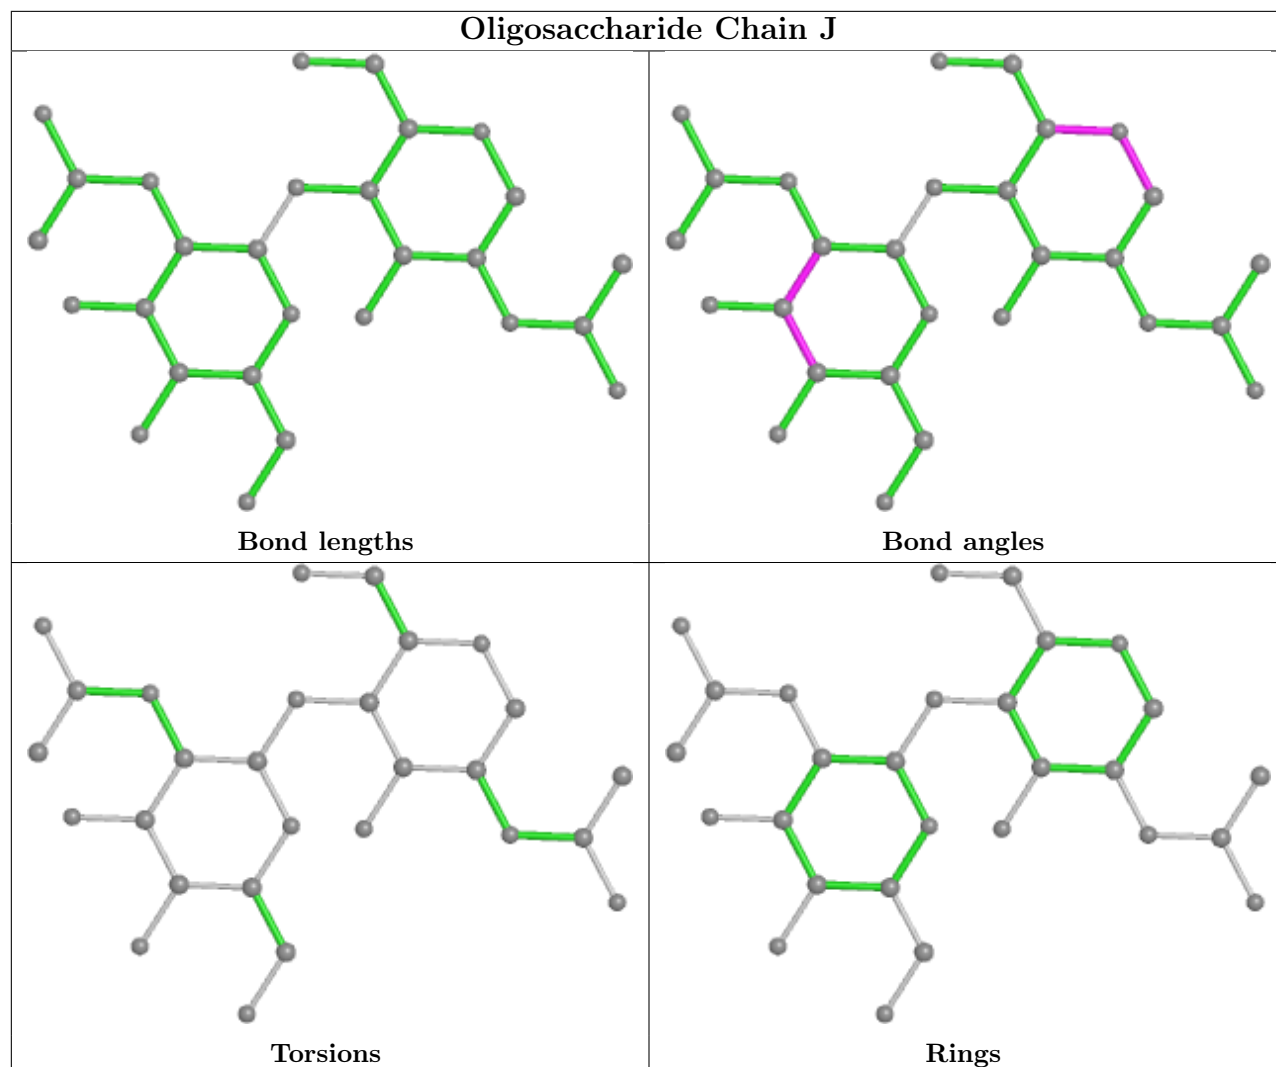 Oligosaccharide Chain J
Bond lengths
Bond angles
Torsions
Rings